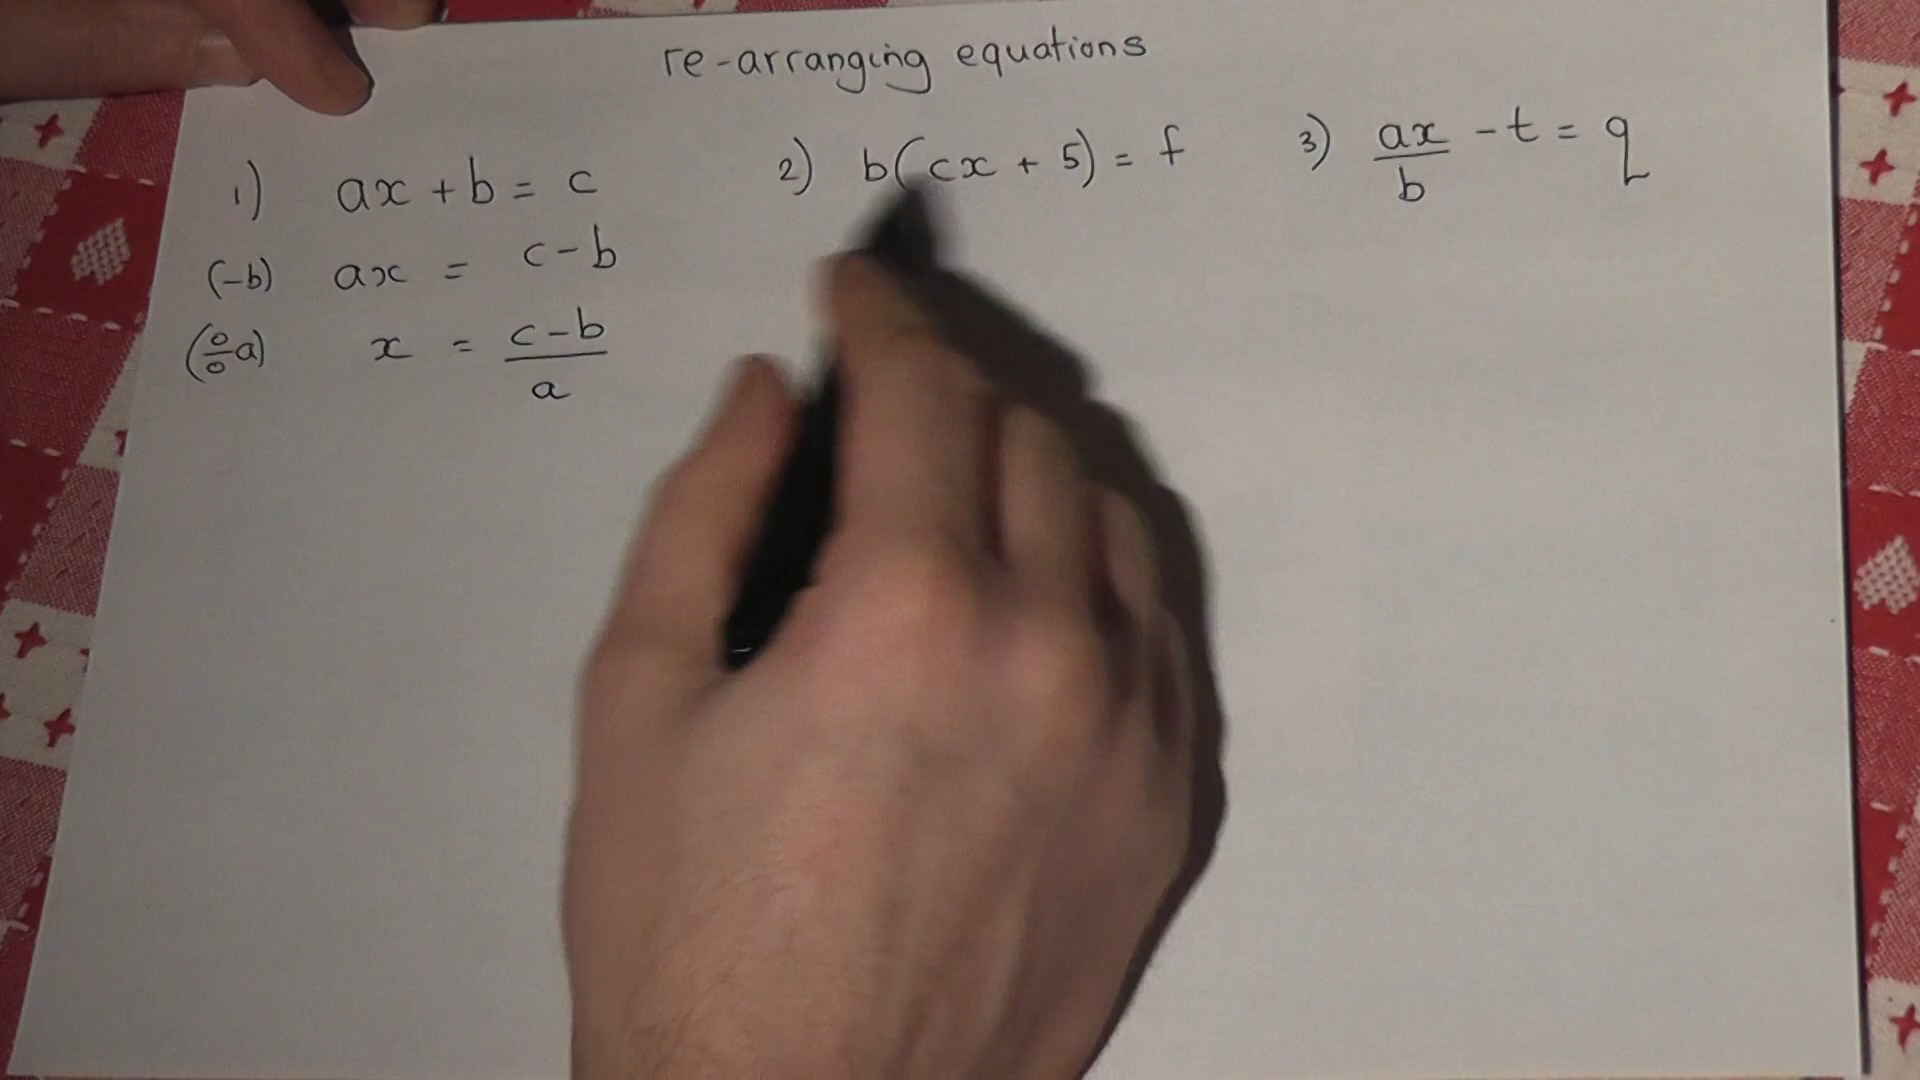 re-arranging equations
1) ax + b = c
(-b) ax = c - b
(÷a) x = c - b / a
2) b(cx + 5) = f
3) ax / b - t = q